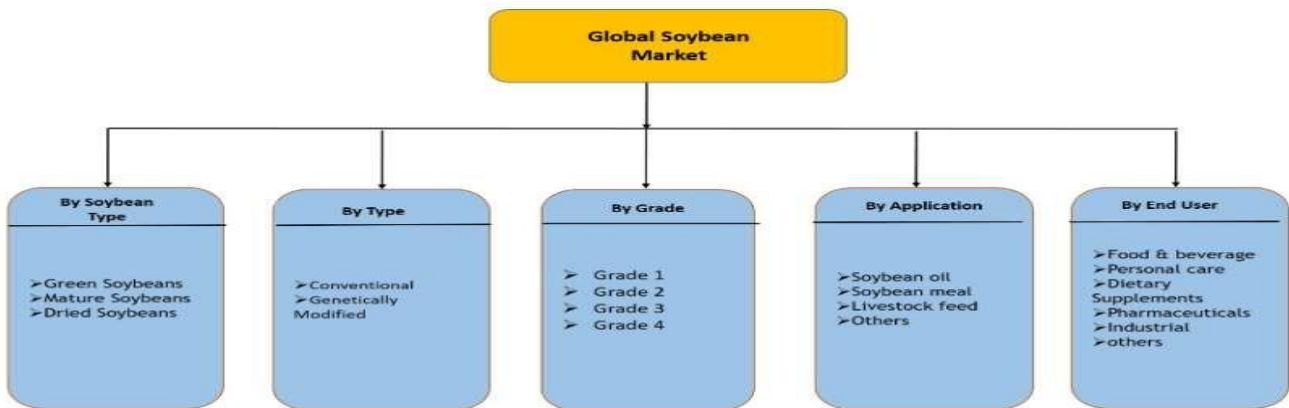 Global Soybean
Market
By Soybean
Type
➢Green Soybeans
➢Mature Soybeans
➢Dried Soybeans
By Type
➢Conventional
➢Genetically
Modified
By Grade
➢ Grade 1
➢ Grade 2
➢ Grade 3
➢ Grade 4
By Application
➢Soybean oil
➢Soybean meal
➢Livestock feed
➢Others
By End User
➢Food & beverage
➢Personal care
➢Dietary
Supplements
➢Pharmaceuticals
➢Industrial
➢others